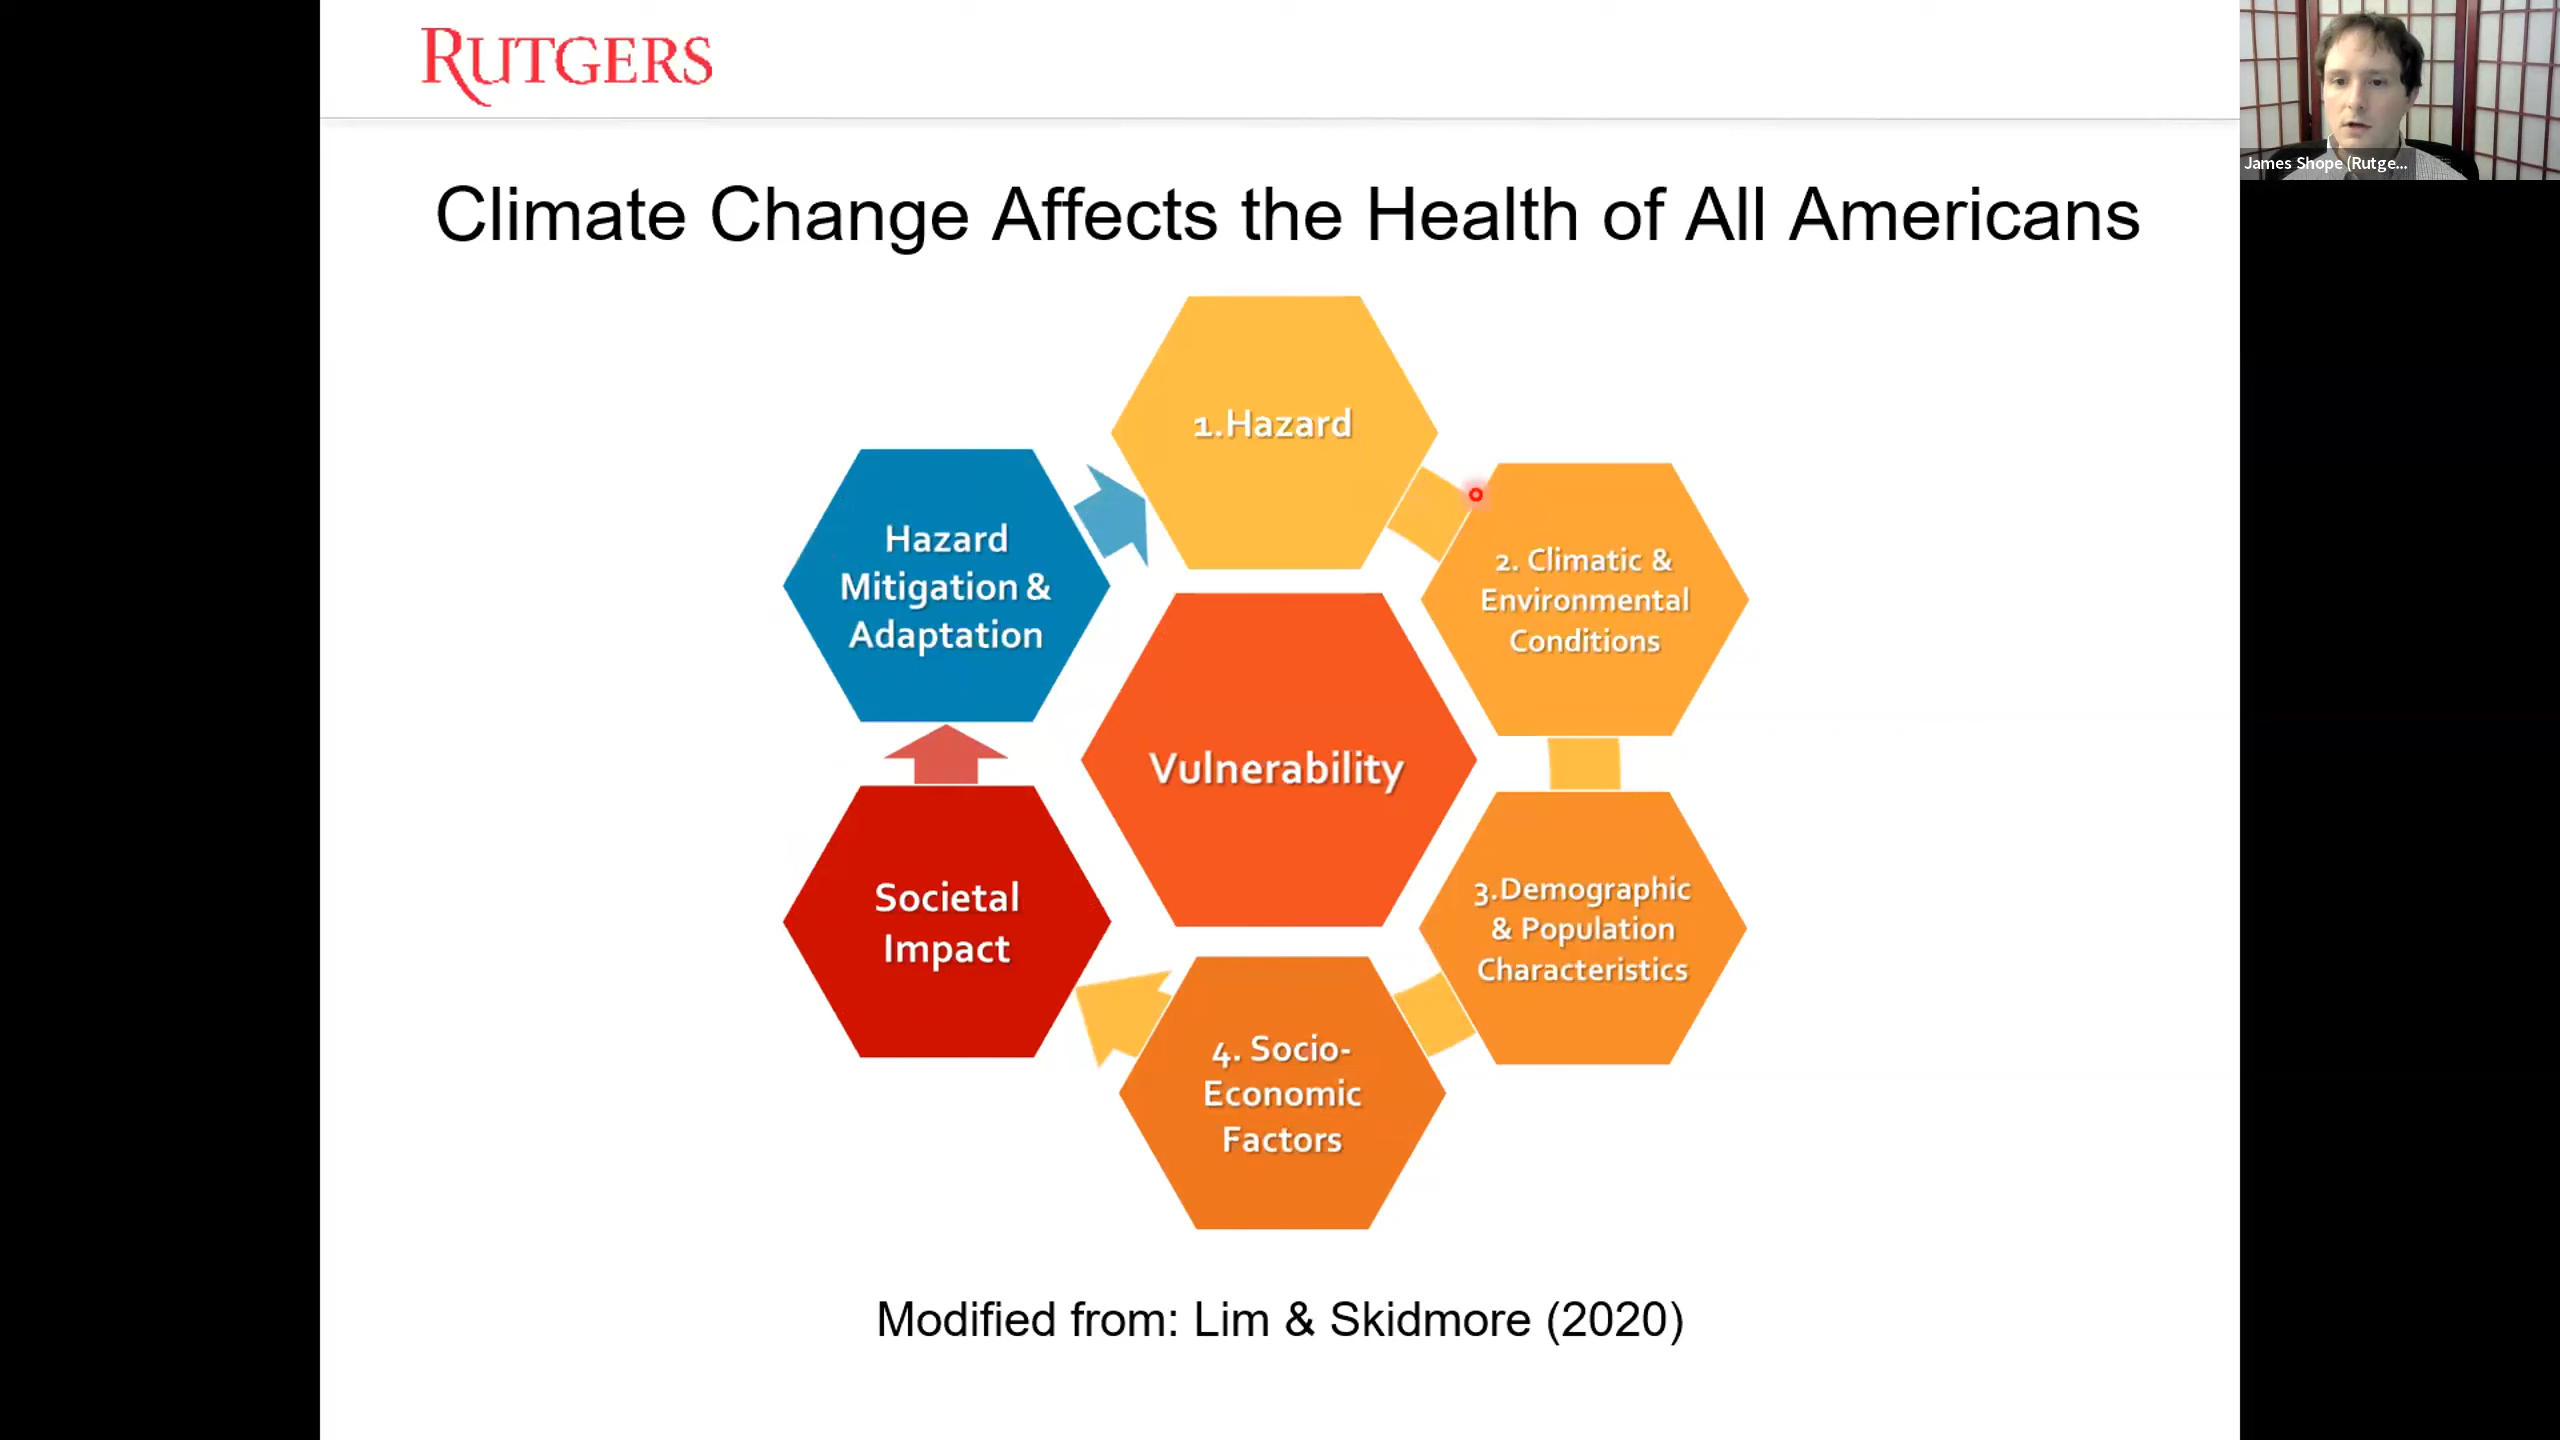 RUTGERS
James Shope (Rutge...
Climate Change Affects the Health of All Americans
1.Hazard
2. Climatic &
Environmental
Conditions
3.Demographic
& Population
Characteristics
4. Socio-
Economic
Factors
Societal
Impact
Hazard
Mitigation &
Adaptation
Vulnerability
Modified from: Lim & Skidmore (2020)